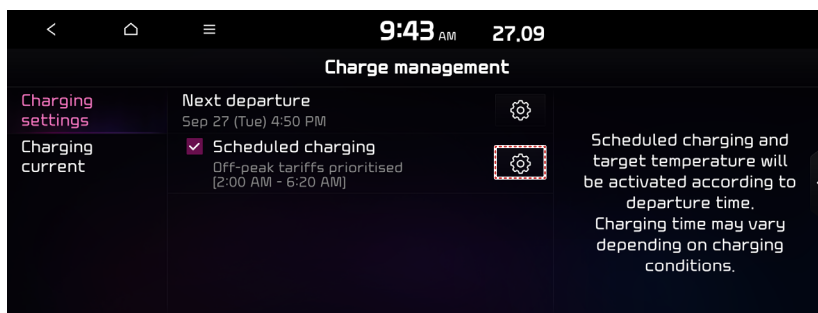 9:43 AM 27.09
Charge management
Charging
settings
Charging
current
Next departure
Sep 27 (Tue) 4:50 PM
Scheduled charging
Off-peak tariffs prioritised
[2:00 AM - 6:20 AM]
Scheduled charging and
target temperature will
be activated according to
departure time.
Charging time may vary
depending on charging
conditions.